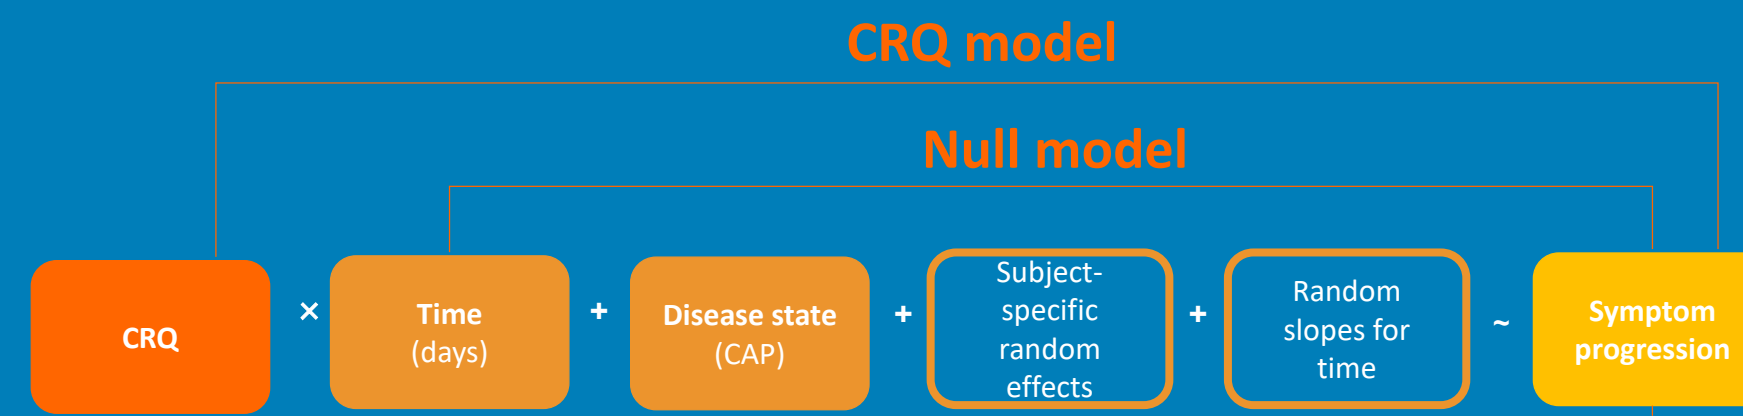 CRQ model
Null model
CRQ
×
Time
(days)
+
Disease state
(CAP)
+
Subject-
specific
random
effects
+
Random
slopes for
time
~
Symptom
progression